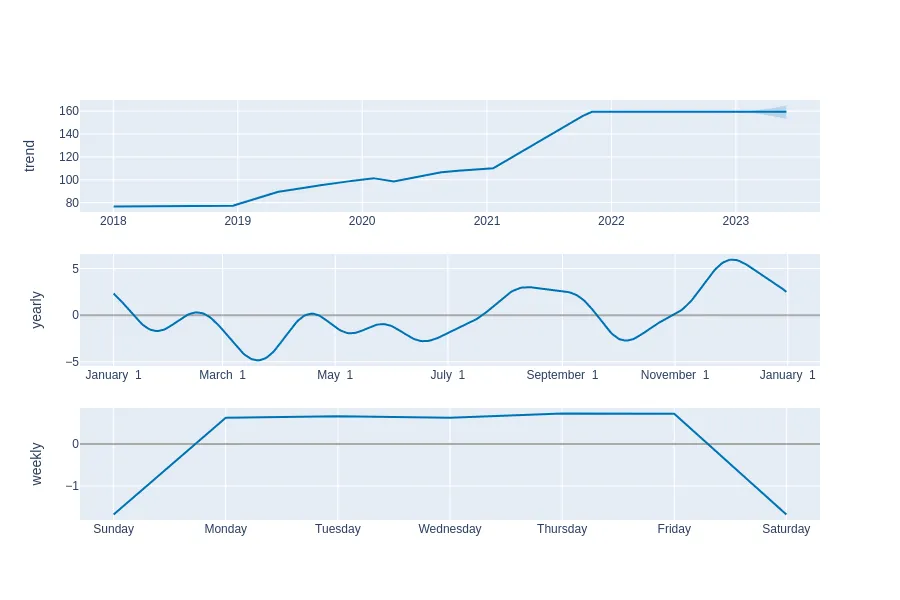 trend
160
140
120
100
80
2018 2019 2020 2021 2022 2023
yearly
5
0
−5
January 1 March 1 May 1 July 1 September 1 November 1 January 1
weekly
0
−1
Sunday Monday Tuesday Wednesday Thursday Friday Saturday